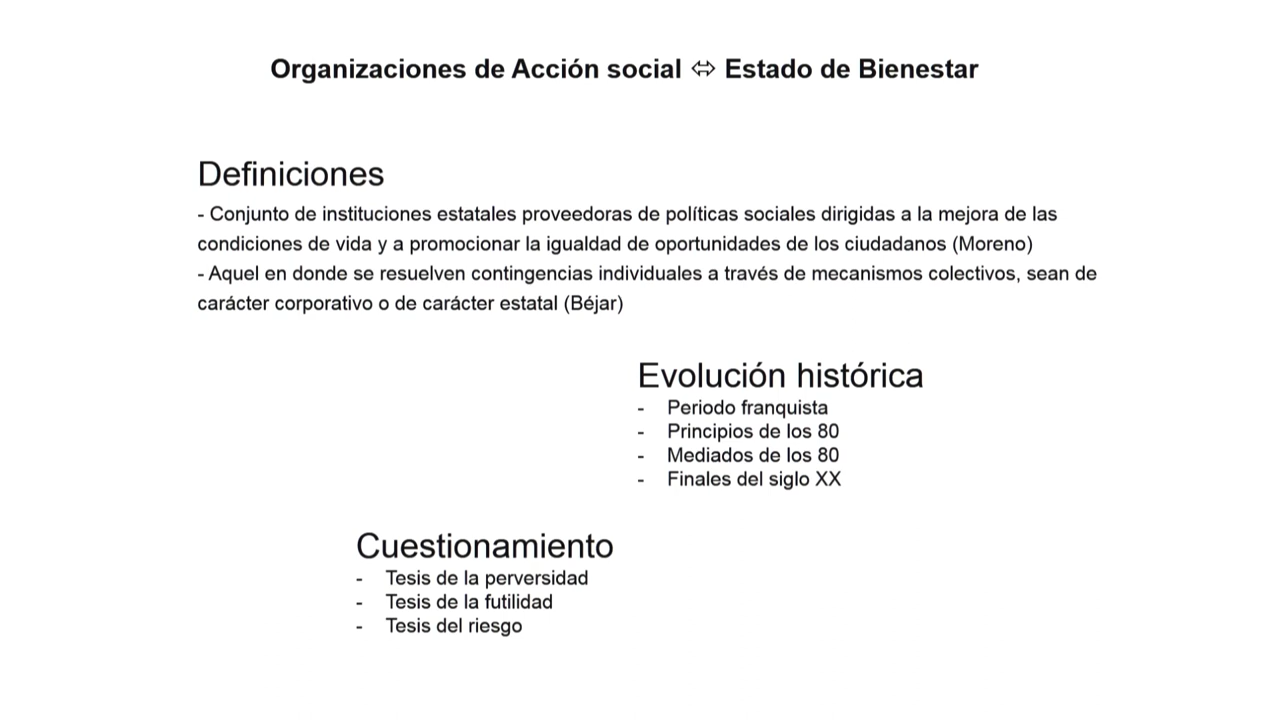 Organizaciones de Acción social ⬄ Estado de Bienestar
Definiciones
- Conjunto de instituciones estatales proveedoras de políticas sociales dirigidas a la mejora de las
condiciones de vida y a promocionar la igualdad de oportunidades de los ciudadanos (Moreno)
- Aquel en donde se resuelven contingencias individuales a través de mecanismos colectivos, sean de
carácter corporativo o de carácter estatal (Béjar)
Evolución histórica
- Periodo franquista
- Principios de los 80
- Mediados de los 80
- Finales del siglo XX
Cuestionamiento
- Tesis de la perversidad
- Tesis de la futilidad
- Tesis del riesgo